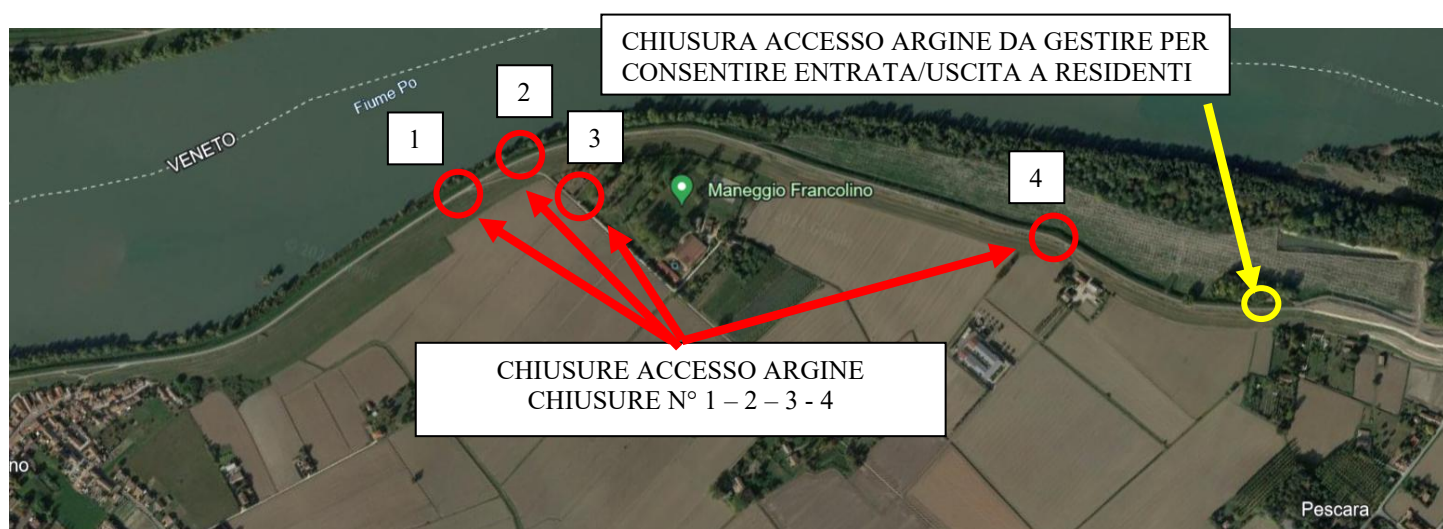 CHIUSURA ACCESSO ARGINE DA GESTIRE PER
CONSENTIRE ENTRATA/USCITA A RESIDENTI
Fiume Po
VENETO
1
2
3
4
Maneggio Francolino
CHIUSURE ACCESSO ARGINE
CHIUSURE N° 1 – 2 – 3 - 4
no
Pescara